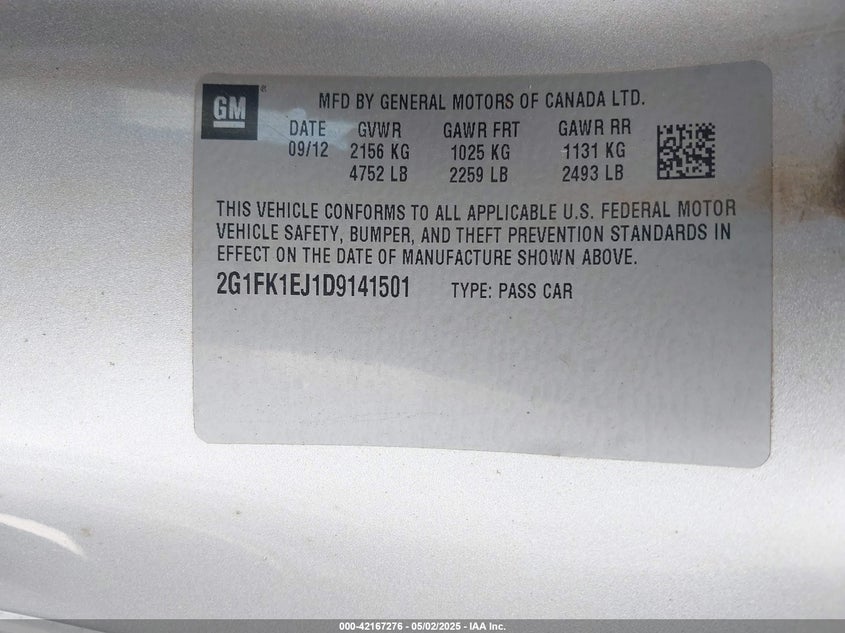 GM
MFD BY GENERAL MOTORS OF CANADA LTD.
DATE GVWR GAWR FRT GAWR RR
09/12 2156 KG 1025 KG 1131 KG
4752 LB 2259 LB 2493 LB
THIS VEHICLE CONFORMS TO ALL APPLICABLE U.S. FEDERAL MOTOR
VEHICLE SAFETY, BUMPER, AND THEFT PREVENTION STANDARDS IN
EFFECT ON THE DATE OF MANUFACTURE SHOWN ABOVE.
2G1FK1EJ1D9141501 TYPE: PASS CAR
000-42167276 - 05/02/2025 - IAA Inc.